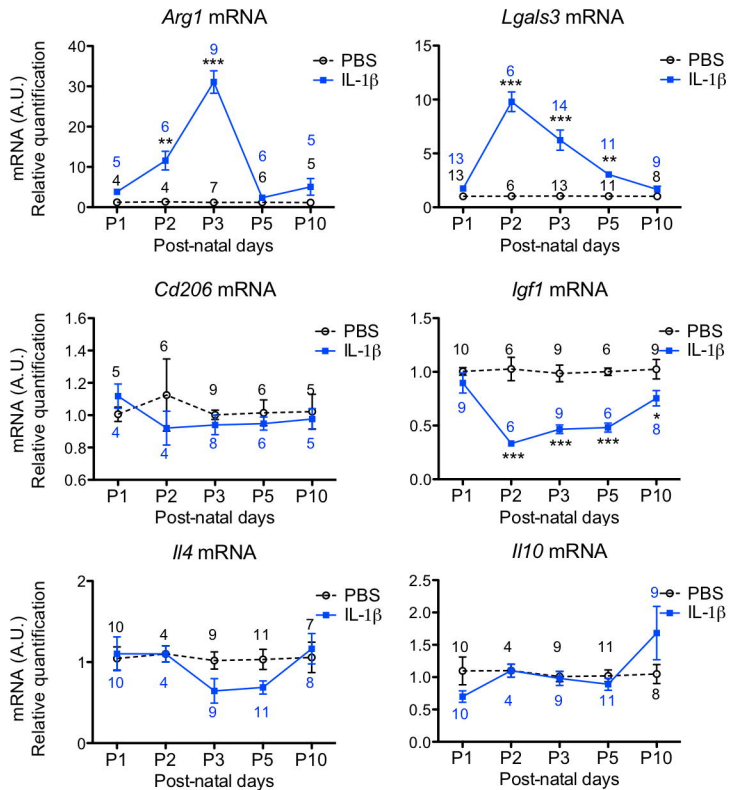 Arg1 mRNA
40
30
20
10
0
mRNA (A.U.)
Relative quantification
PBS
IL-1β
9
***
6
**
5
4
4
7
6
6
5
5
P1 P2 P3 P5 P10
Post-natal days
Lgals3 mRNA
15
10
5
0
PBS
IL-1β
6
***
14
***
11
**
9
13
13
6
13
11
8
P1 P2 P3 P5 P10
Post-natal days
Cd206 mRNA
1.6
1.4
1.2
1.0
0.8
0.6
mRNA (A.U.)
Relative quantification
PBS
IL-1β
5
6
9
6
5
4
4
8
6
5
P1 P2 P3 P5 P10
Post-natal days
Igf1 mRNA
1.5
1.0
0.5
0.0
PBS
IL-1β
10
6
9
6
9
9
6
9
6
*
8
***
***
***
P1 P2 P3 P5 P10
Post-natal days
Il4 mRNA
2
1
0
mRNA (A.U.)
Relative quantification
PBS
IL-1β
10
4
9
11
7
10
4
9
11
8
P1 P2 P3 P5 P10
Post-natal days
Il10 mRNA
2.5
2.0
1.5
1.0
0.5
0.0
PBS
IL-1β
9
10
4
9
11
10
4
9
11
8
P1 P2 P3 P5 P10
Post-natal days